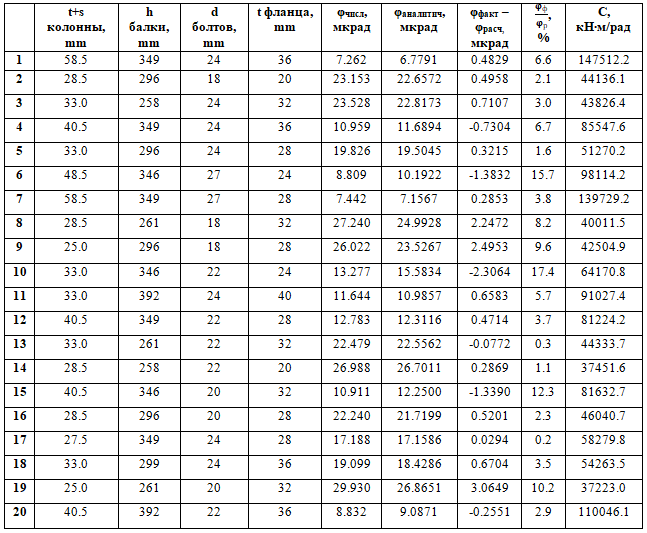 t+s колонны, mm | h балки, mm | d болтов, mm | t фланца, mm | φчисл, мкрад | φаналитич, мкрад | φфакт – φрасч, мкрад | φф/φр, % | C, кН·м/рад
1 58.5 349 24 36 7.262 6.7791 0.4829 6.6 147512.2
2 28.5 296 18 20 23.153 22.6572 0.4958 2.1 44136.1
3 33.0 258 24 32 23.528 22.8173 0.7107 3.0 43826.4
4 40.5 349 24 36 10.959 11.6894 -0.7304 6.7 85547.6
5 33.0 296 24 28 19.826 19.5045 0.3215 1.6 51270.2
6 48.5 346 27 24 8.809 10.1922 -1.3832 15.7 98114.2
7 58.5 349 27 28 7.442 7.1567 0.2853 3.8 139729.2
8 28.5 261 18 32 27.240 24.9928 2.2472 8.2 40011.5
9 25.0 296 18 28 26.022 23.5267 2.4953 9.6 42504.9
10 33.0 346 22 24 13.277 15.5834 -2.3064 17.4 64170.8
11 33.0 392 24 40 11.644 10.9857 0.6583 5.7 91027.4
12 40.5 349 22 28 12.783 12.3116 0.4714 3.7 81224.2
13 33.0 261 22 32 22.479 22.5562 -0.0772 0.3 44333.7
14 28.5 258 22 20 26.988 26.7011 0.2869 1.1 37451.6
15 40.5 346 20 32 10.911 12.2500 -1.3390 12.3 81632.7
16 28.5 296 20 28 22.240 21.7199 0.5201 2.3 46040.7
17 27.5 349 24 28 17.188 17.1586 0.0294 0.2 58279.8
18 33.0 299 24 36 19.099 18.4286 0.6704 3.5 54263.5
19 25.0 261 20 32 29.930 26.8651 3.0649 10.2 37223.0
20 40.5 392 22 36 8.832 9.0871 -0.2551 2.9 110046.1